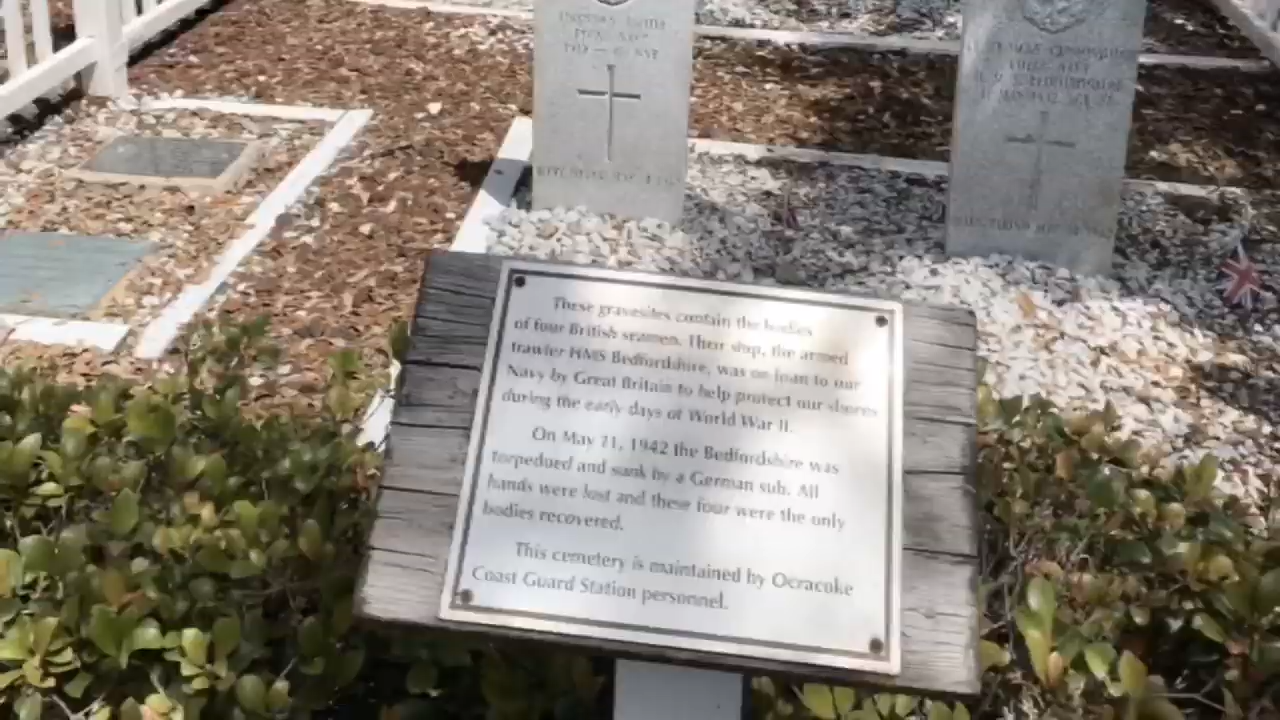 These gravesites contain the bodies
of four British seamen. Their ship, the armed
trawler HMS Bedfordshire, was on loan to our
Navy by Great Britain to help protect our shores
during the early days of World War II.
On May 11, 1942 the Bedfordshire was
torpedoed and sunk by a German sub. All
hands were lost and these four were the only
bodies recovered.
This cemetery is maintained by Ocracoke
Coast Guard Station personnel.